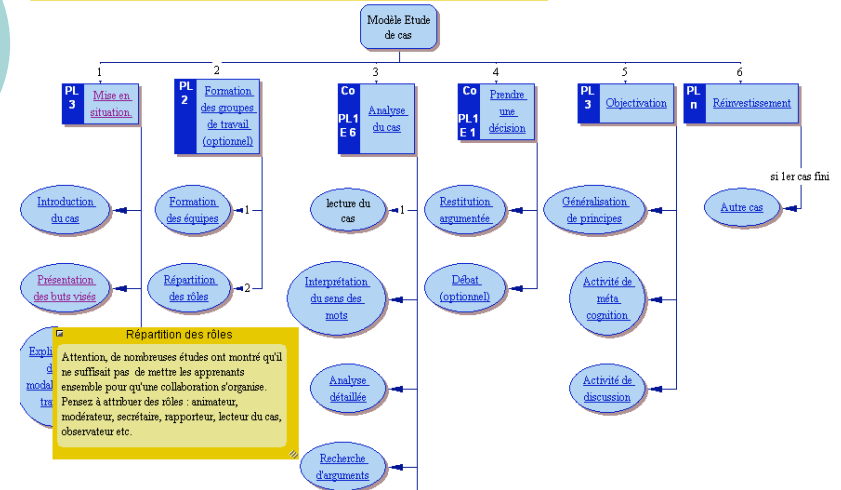 Modèle Etude
de cas
1
2
3
4
5
6
PL
3
Mise en
situation
PL
2
Formation
des groupes
de travail
(optionnel)
Co
PL1
E 6
Analyse
du cas
Co
PL1
E 1
Prendre
une
décision
PL
3
Objectivation
PL
n
Réinvestissement
si 1er cas fini
Introduction
du cas
Formation
des équipes
1
lecture du
cas
1
Restitution
argumentée
Généralisation
de principes
Autre cas
Présentation
des buts visés
Répartition
des rôles
2
Interprétation
du sens des
mots
Débat
(optionnel)
Activité de
méta
cognition
Répartition des rôles
Attention, de nombreuses études ont montré qu'il
ne suffisait pas de mettre les apprenants
ensemble pour qu'une collaboration s'organise.
Pensez à attribuer des rôles : animateur,
modérateur, secrétaire, rapporteur, lecteur du cas,
observateur etc.
Analyse
détaillée
Activité de
discussion
Recherche
d'arguments